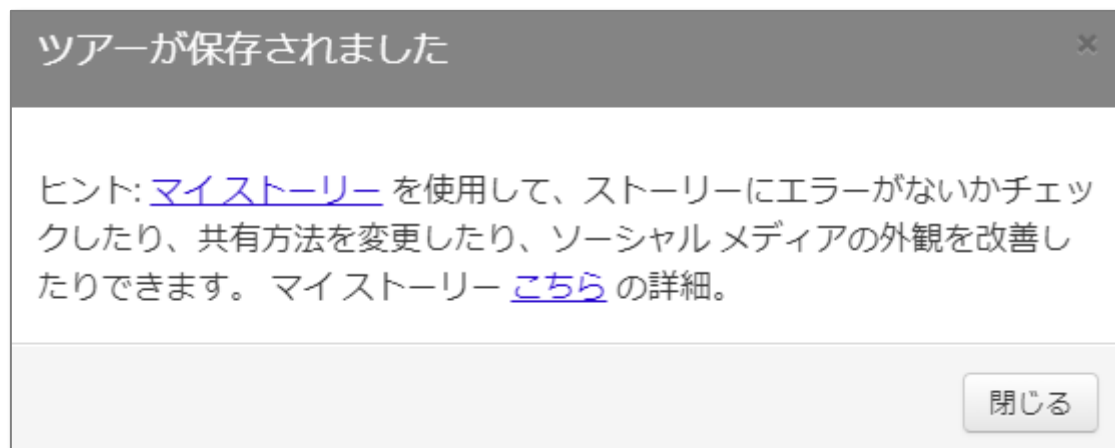 ツアーが保存されました
×
ヒント: マイ ストーリー を使用して、ストーリーにエラーがないかチェッ
クしたり、共有方法を変更したり、ソーシャル メディアの外観を改善し
たりできます。 マイ ストーリー こちら の詳細。
閉じる